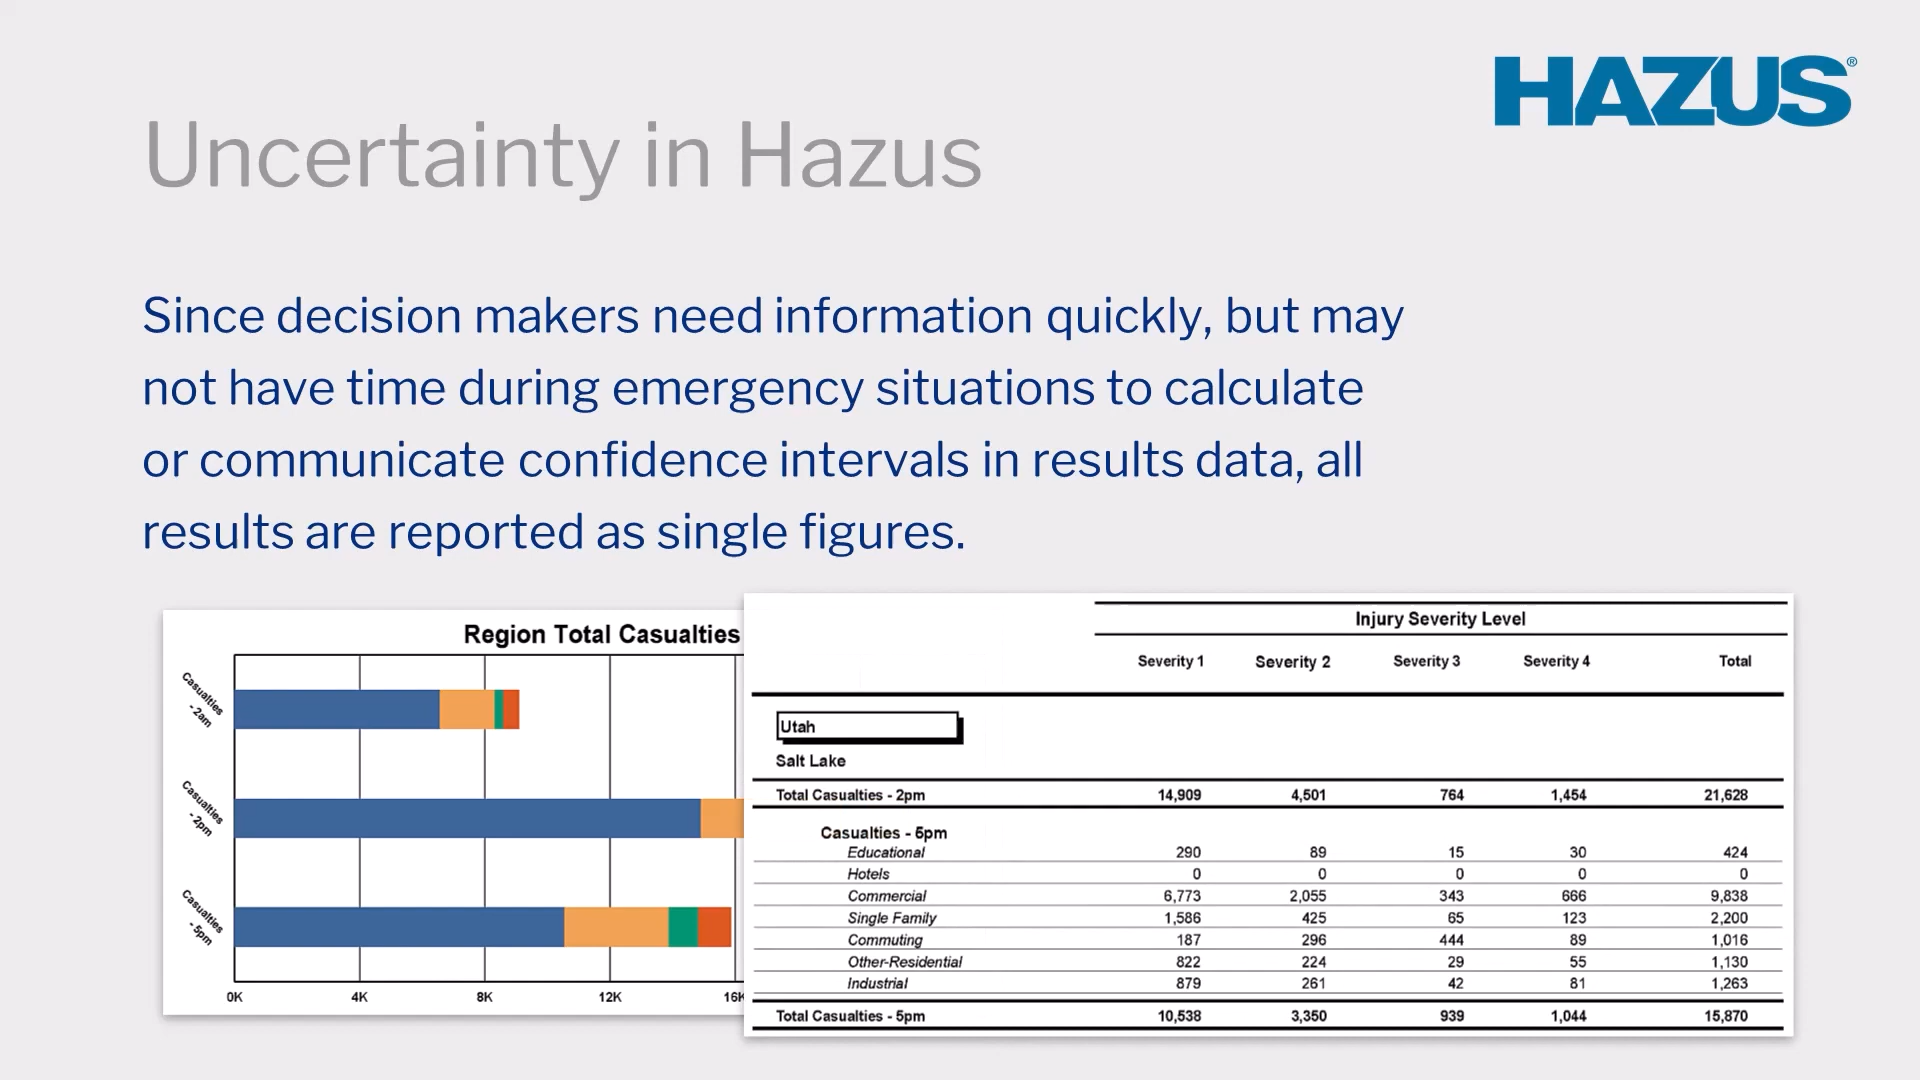 HAZUS®
Uncertainty in Hazus
Since decision makers need information quickly, but may
not have time during emergency situations to calculate
or communicate confidence intervals in results data, all
results are reported as single figures.
Region Total Casualties
Casualties
- 2am
Casualties
- 2pm
Casualties
- 5pm
0K 4K 8K 12K 16K
Injury Severity Level
Severity 1 Severity 2 Severity 3 Severity 4 Total
Utah
Salt Lake
Total Casualties - 2pm 14,909 4,501 764 1,454 21,628
Casualties - 5pm
Educational 290 89 15 30 424
Hotels 0 0 0 0 0
Commercial 6,773 2,055 343 666 9,838
Single Family 1,586 425 65 123 2,200
Commuting 187 296 444 89 1,016
Other-Residential 822 224 29 55 1,130
Industrial 879 261 42 81 1,263
Total Casualties - 5pm 10,538 3,350 939 1,044 15,870